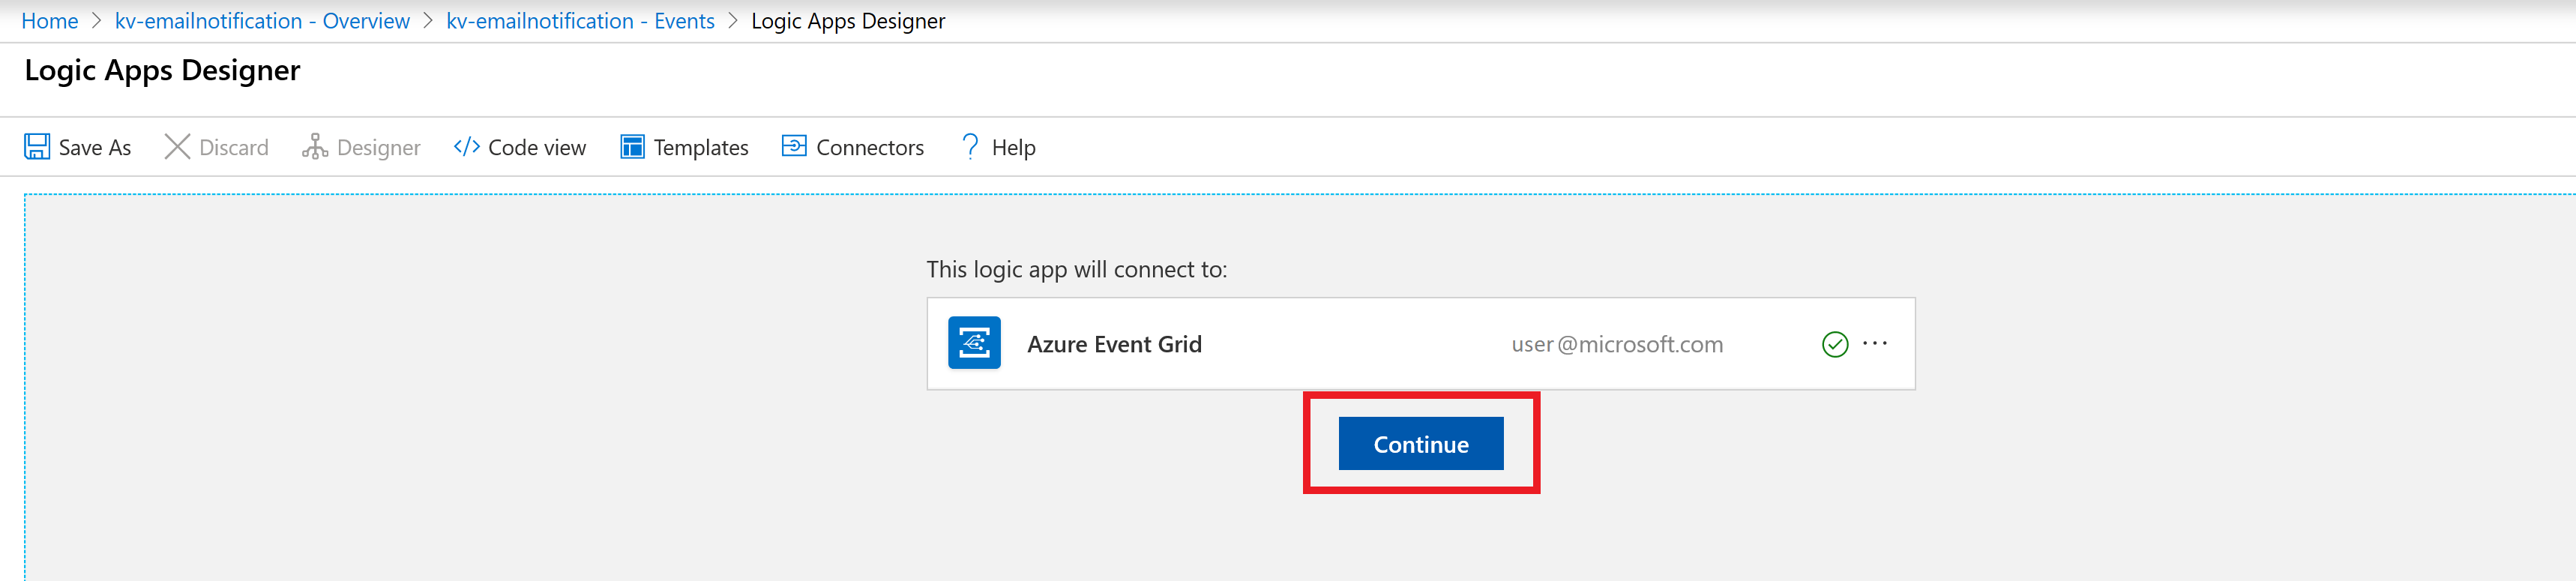 Home > kv-emailnotification - Overview > kv-emailnotification - Events > Logic Apps Designer
Logic Apps Designer
Save As Discard Designer </> Code view Templates Connectors ? Help
This logic app will connect to:
Azure Event Grid user@microsoft.com ...
Continue